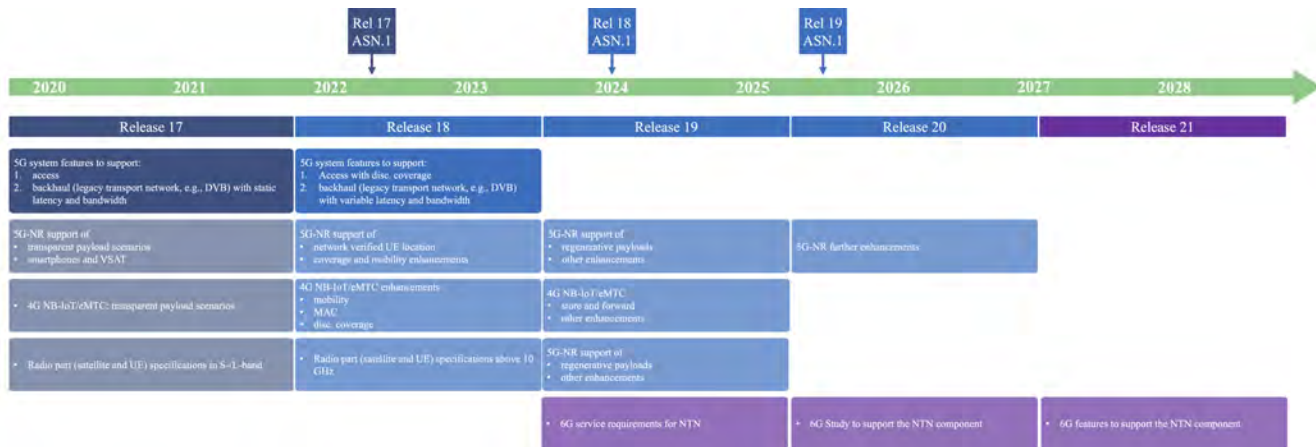 Rel 17
ASN.1
Rel 18
ASN.1
Rel 19
ASN.1
2020 2021 2022 2023 2024 2025 2026 2027 2028
Release 17 Release 18 Release 19 Release 20 Release 21
5G system features to support:
1. access
2. backhaul (legacy transport network, e.g., DVB) with static
latency and bandwidth
5G system features to support:
1. Access with disc. coverage
2. backhaul (legacy transport network, e.g., DVB)
with variable latency and bandwidth
5G-NR support of
• transparent payload scenarios
• smartphones and VSAT
5G-NR support of
• network verified UE location
• coverage and mobility enhancements
5G-NR support of
• regenerative payloads
• other enhancements
5G-NR further enhancements
• 4G NB-IoT/eMTC: transparent payload scenarios
4G NB-IoT/eMTC enhancements
• mobility
• MAC
• disc. coverage
4G NB-IoT/eMTC
• store and forward
• other enhancements
• Radio part (satellite and UE) specifications in S-/L-band
• Radio part (satellite and UE) specifications above 10
GHz
5G-NR support of
• regenerative payloads
• other enhancements
• 6G service requirements for NTN
• 6G Study to support the NTN component
• 6G features to support the NTN component